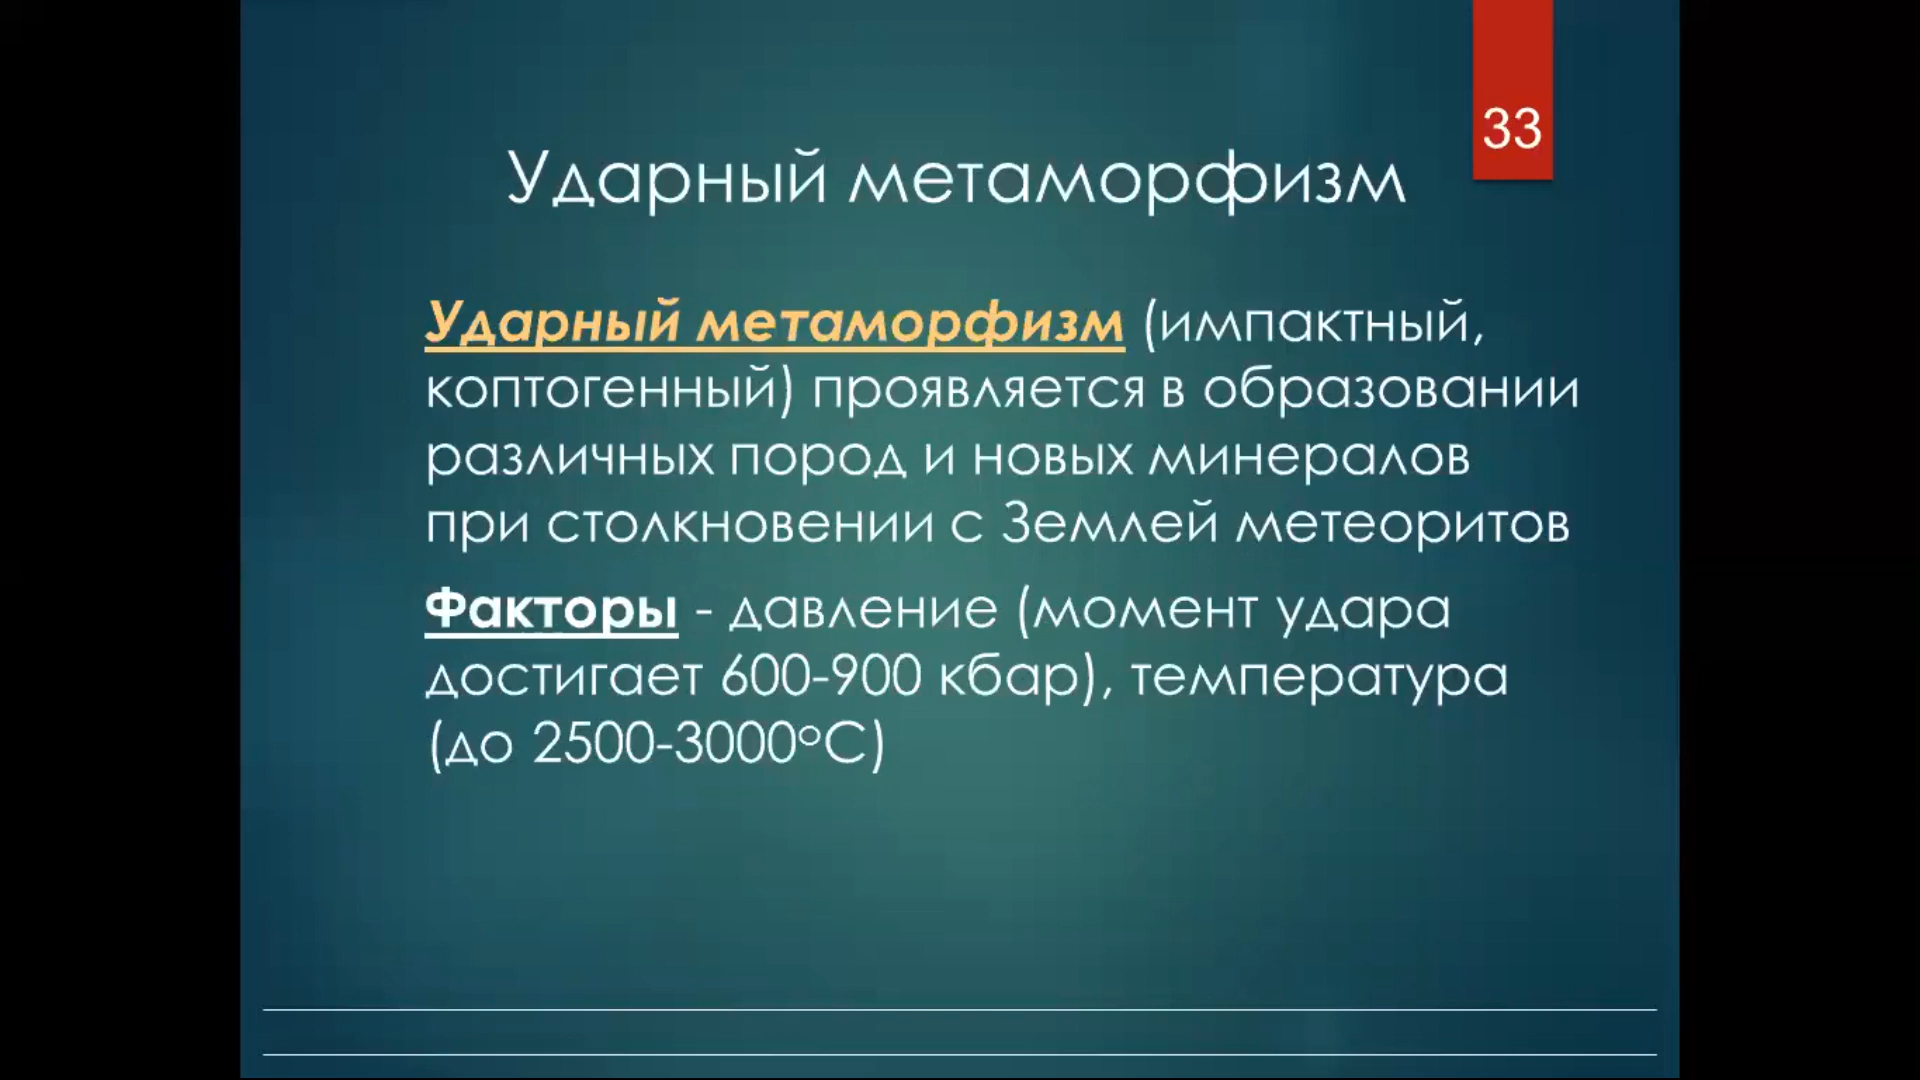 33
Ударный метаморфизм
Ударный метаморфизм (импактный,
коптогенный) проявляется в образовании
различных пород и новых минералов
при столкновении с Землей метеоритов
Факторы - давление (момент удара
достигает 600-900 кбар), температура
(до 2500-3000°С)